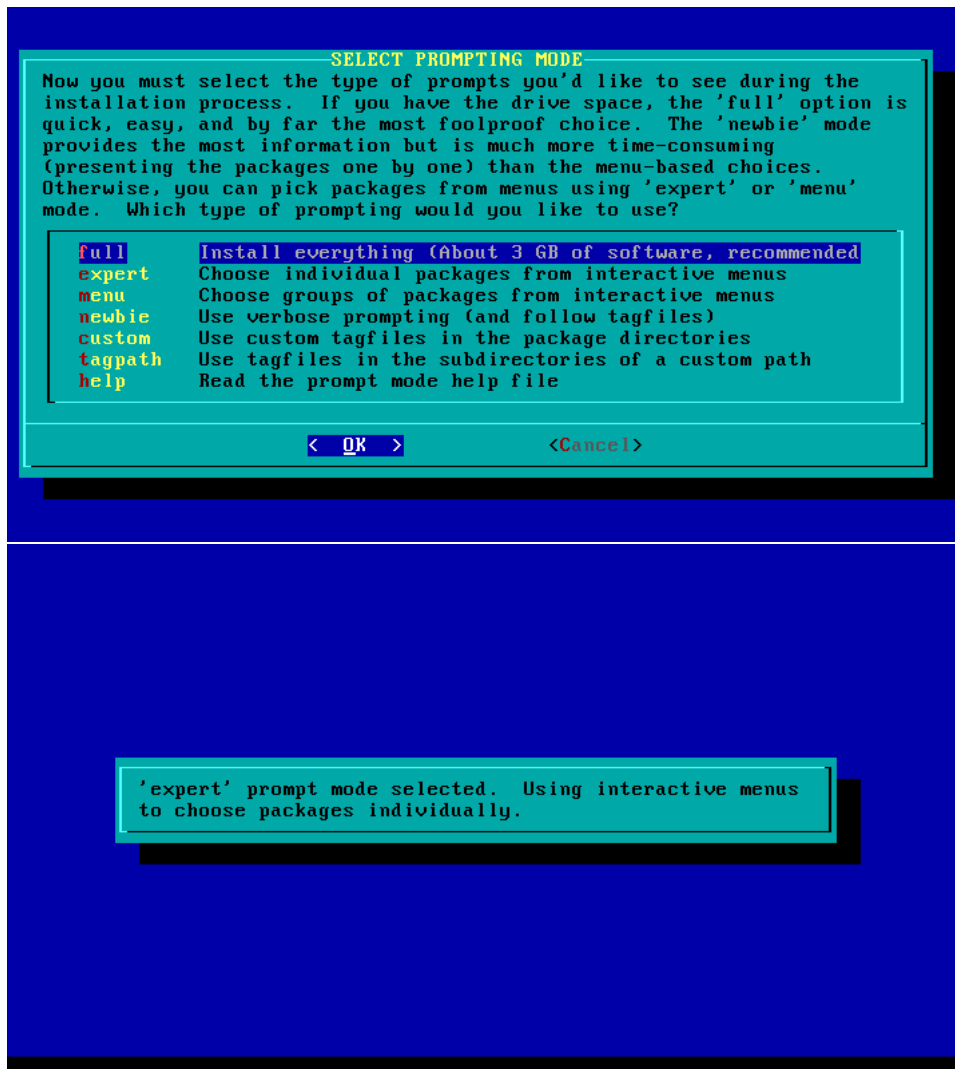 SELECT PROMPTING MODE
Now you must select the type of prompts you'd like to see during the
installation process.  If you have the drive space, the 'full' option is
quick, easy, and by far the most foolproof choice.  The 'newbie' mode
provides the most information but is much more time-consuming
(presenting the packages one by one) than the menu-based choices.
Otherwise, you can pick packages from menus using 'expert' or 'menu'
mode.  Which type of prompting would you like to use?
full Install everything (About 3 GB of software, recommended
expert Choose individual packages from interactive menus
menu Choose groups of packages from interactive menus
newbie Use verbose prompting (and follow tagfiles)
custom Use custom tagfiles in the package directories
tagpath Use tagfiles in the subdirectories of a custom path
help Read the prompt mode help file
<  OK  > <Cancel>
'expert' prompt mode selected.  Using interactive menus
to choose packages individually.